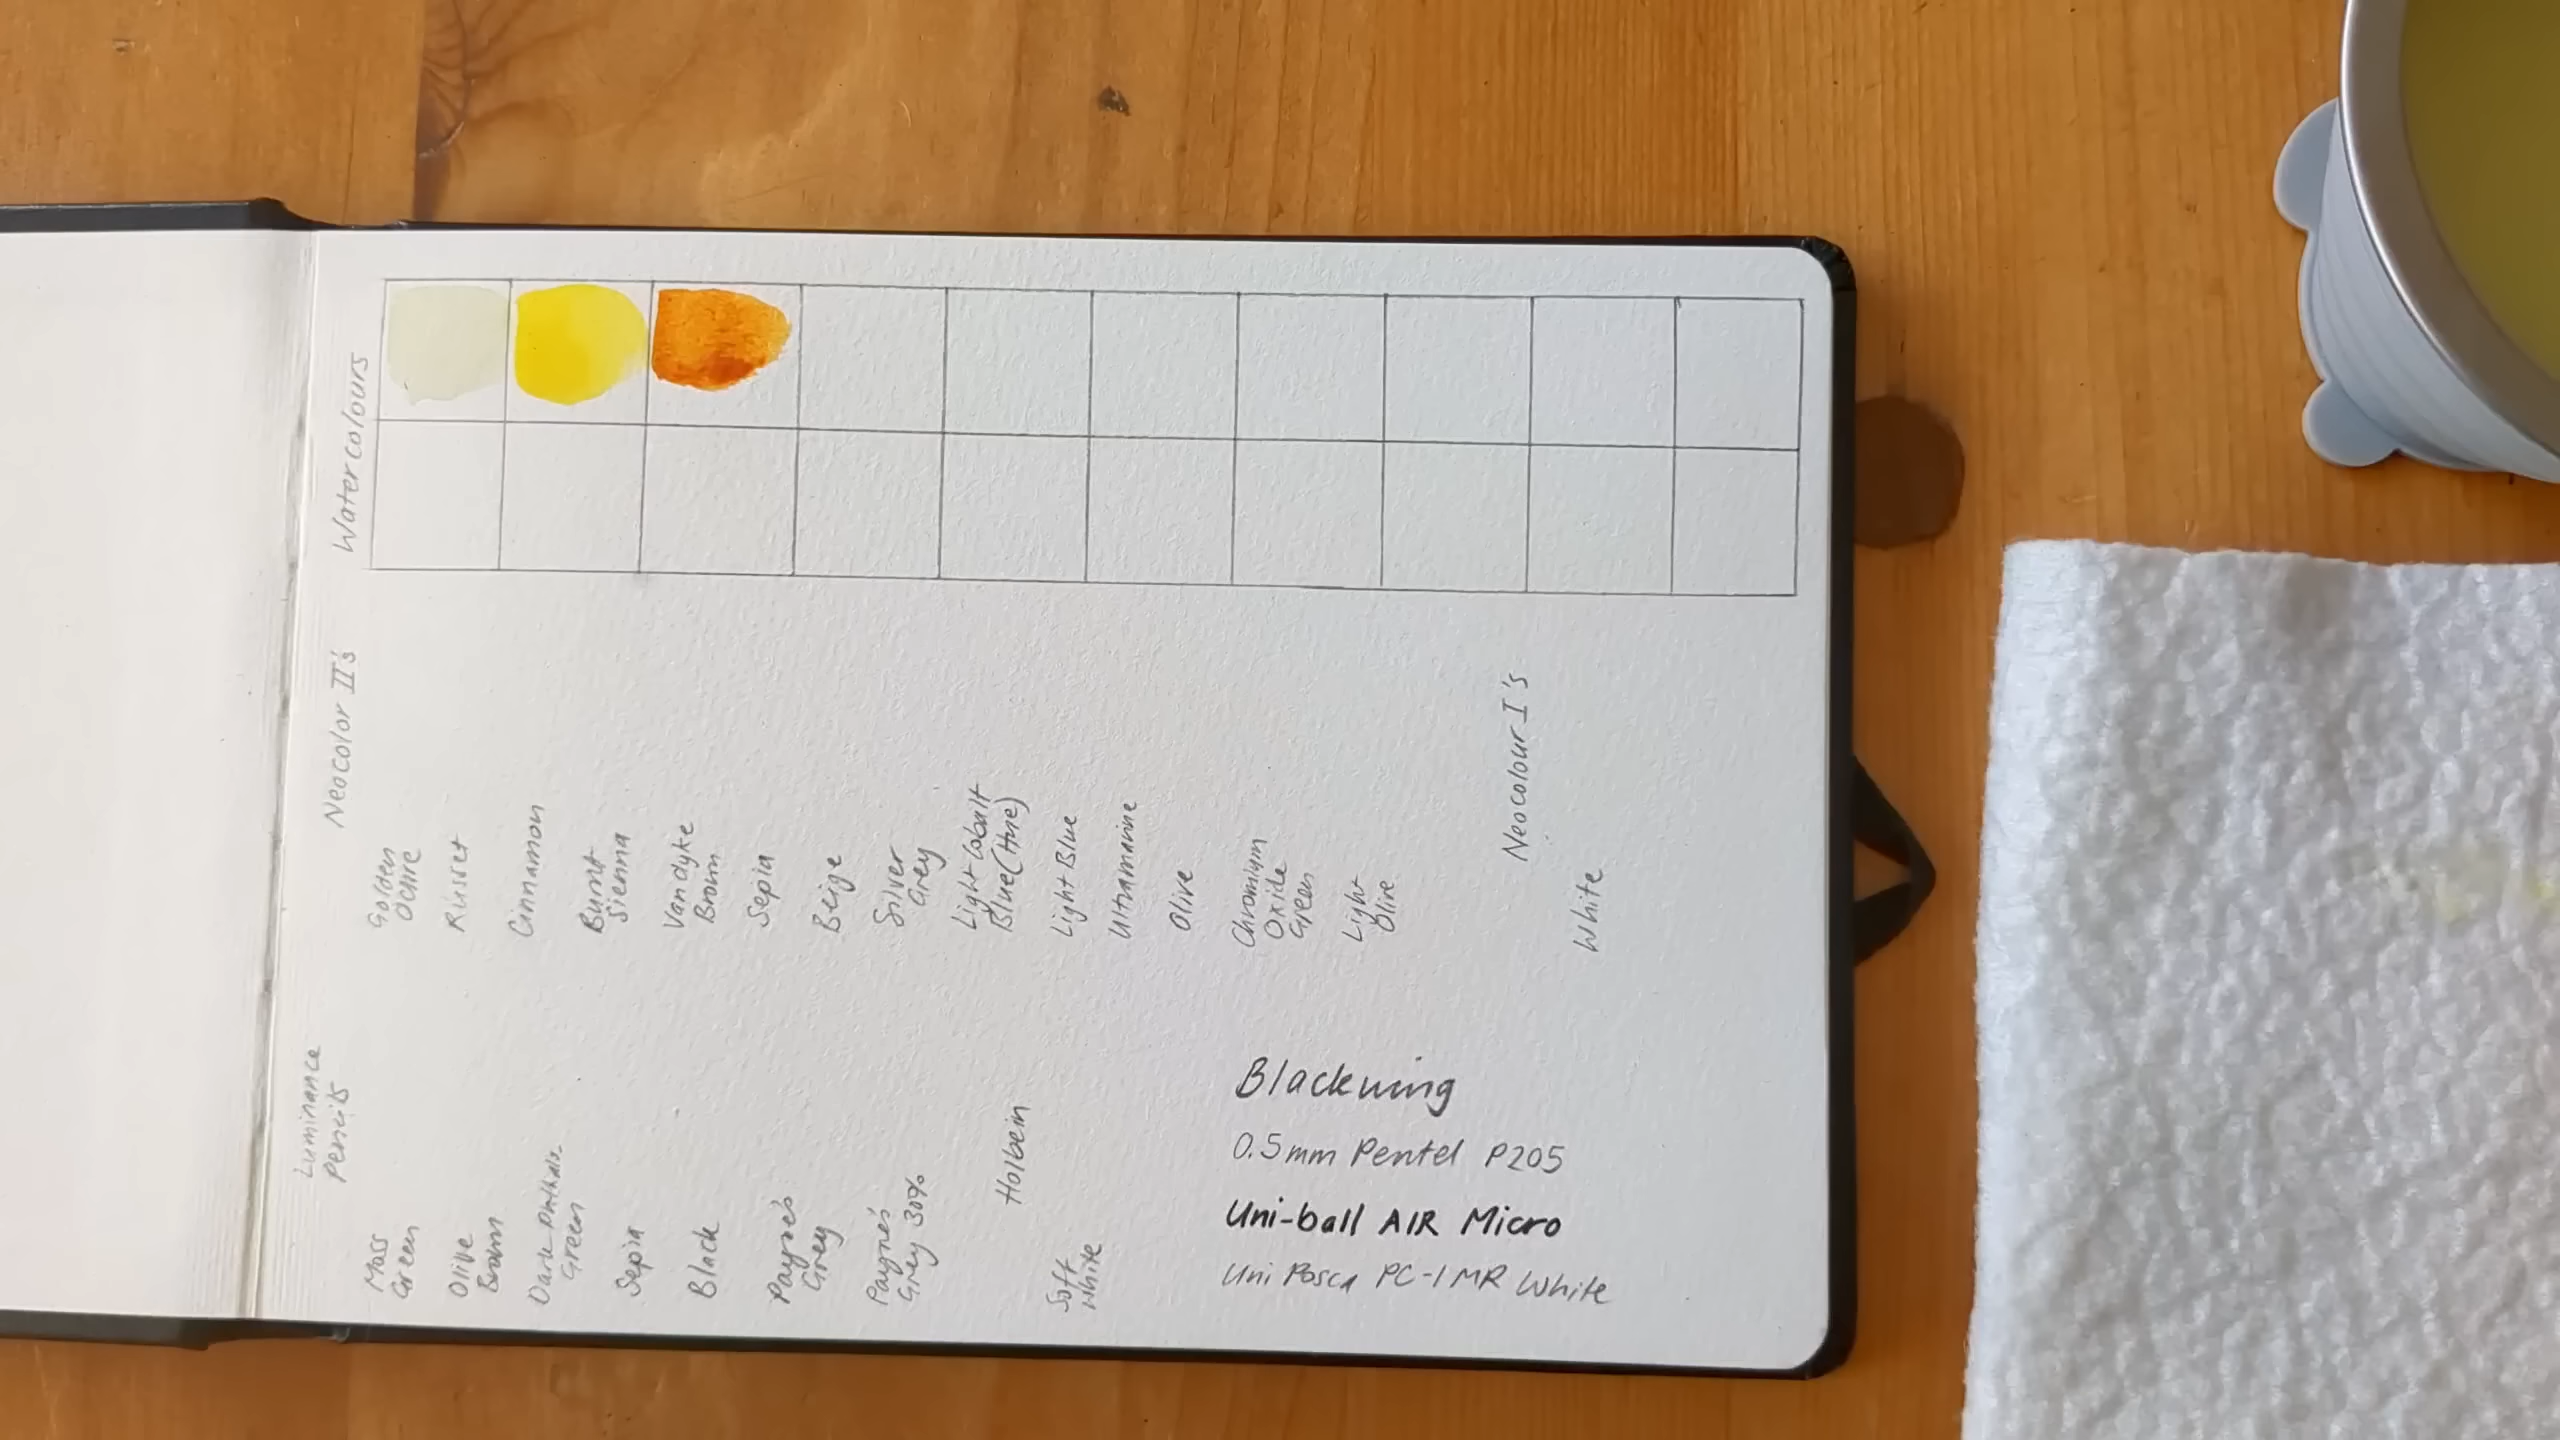 Watercolours
Neocolor II's
Golden
Ochre
Russet
Cinnamon
Burnt
Sienna
Vandyke
Brown
Sepia
Beige
Silver
Grey
Light Cobalt
Blue (Hue)
Light Blue
Ultramarine
Olive
Chromium
Oxide
Green
Light
Olive
Neocolour I's
White
Luminance
Pencils
Moss
Green
Olive
Brown
Dark Phthalo
Green
Sepia
Black
Payne's
Grey
Payne's
Grey 30%
Holbein
Soft
White
Blackwing
0.5mm Pentel P205
Uni-ball AIR Micro
Uni Posca PC-1MR White